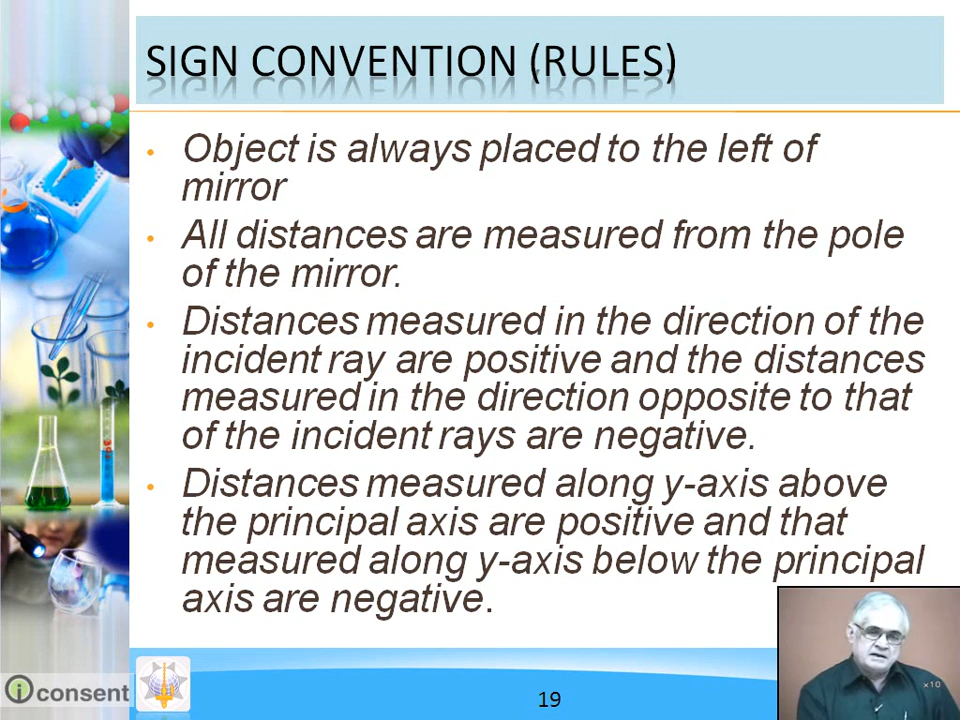 SIGN CONVENTION (RULES)
• Object is always placed to the left of
mirror
• All distances are measured from the pole
of the mirror.
• Distances measured in the direction of the
incident ray are positive and the distances
measured in the direction opposite to that
of the incident rays are negative.
• Distances measured along y-axis above
the principal axis are positive and that
measured along y-axis below the principal
axis are negative.
×10
i consent
19